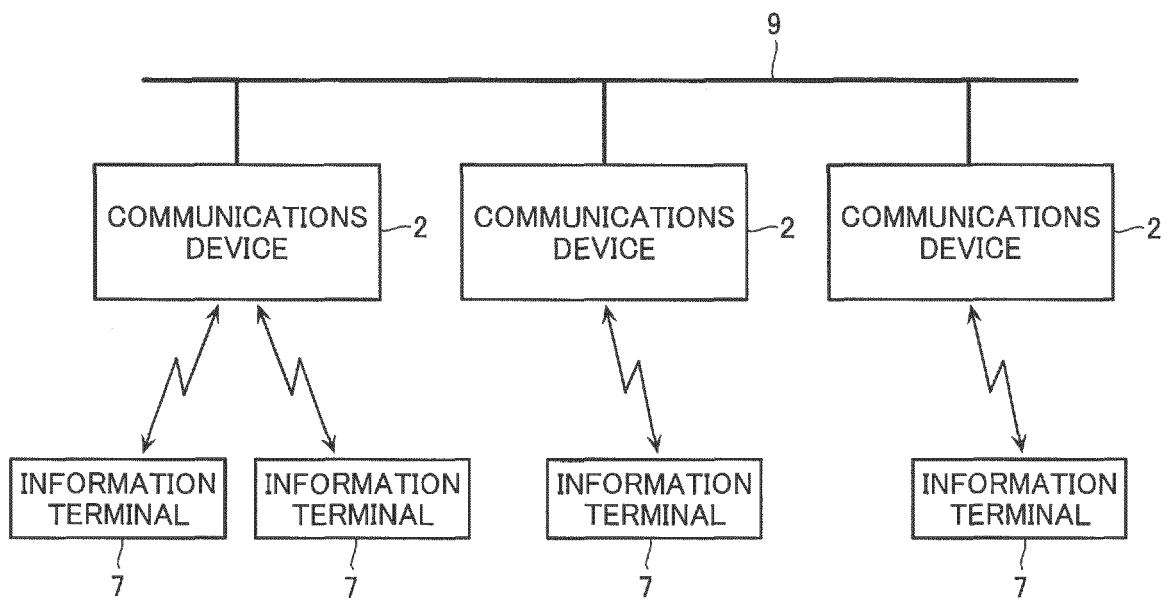 9
COMMUNICATIONS
DEVICE
2
COMMUNICATIONS
DEVICE
2
COMMUNICATIONS
DEVICE
2
INFORMATION
TERMINAL
INFORMATION
TERMINAL
INFORMATION
TERMINAL
INFORMATION
TERMINAL
7
7
7
7